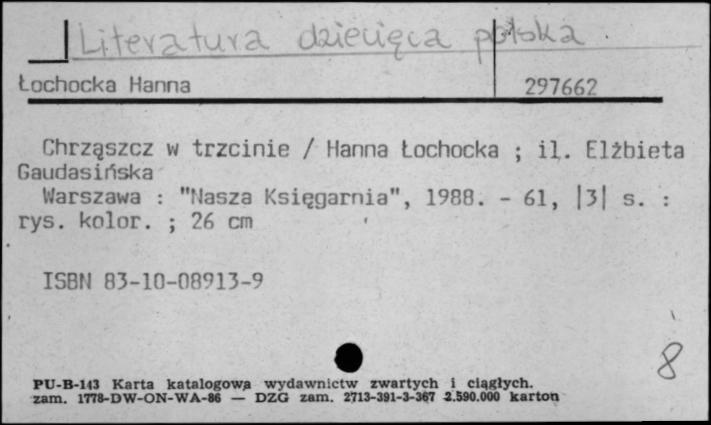 Literatura dziecięca polska.
Łochocka Hanna 297662
Chrząszcz w trzcinie / Hanna Łochocka ; il. Elżbieta
Gaudasińska
Warszawa : "Nasza Księgarnia", 1988. - 61, |3| s. :
rys. kolor. ; 26 cm
ISBN 83-10-08913-9
8
PU-B-143 Karta katalogowa wydawnictw zwartych i ciągłych.
zam. 1778-DW-ON-WA-86 — DZG zam. 2713-391-3-367 2.590.000 karton